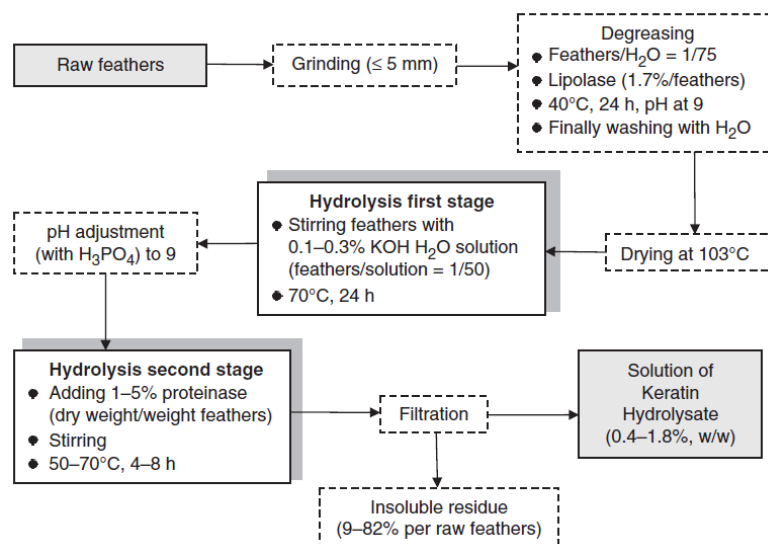 Raw feathers
Grinding (≤ 5 mm)
Degreasing
● Feathers/H₂O = 1/75
● Lipolase (1.7%/feathers)
● 40°C, 24 h, pH at 9
● Finally washing with H₂O
Drying at 103°C
Hydrolysis first stage
● Stirring feathers with
0.1–0.3% KOH H₂O solution
(feathers/solution = 1/50)
● 70°C, 24 h
pH adjustment
(with H₃PO₄) to 9
Hydrolysis second stage
● Adding 1–5% proteinase
(dry weight/weight feathers)
● Stirring
● 50–70°C, 4–8 h
Filtration
Solution of
Keratin
Hydrolysate
(0.4–1.8%, w/w)
Insoluble residue
(9–82% per raw feathers)